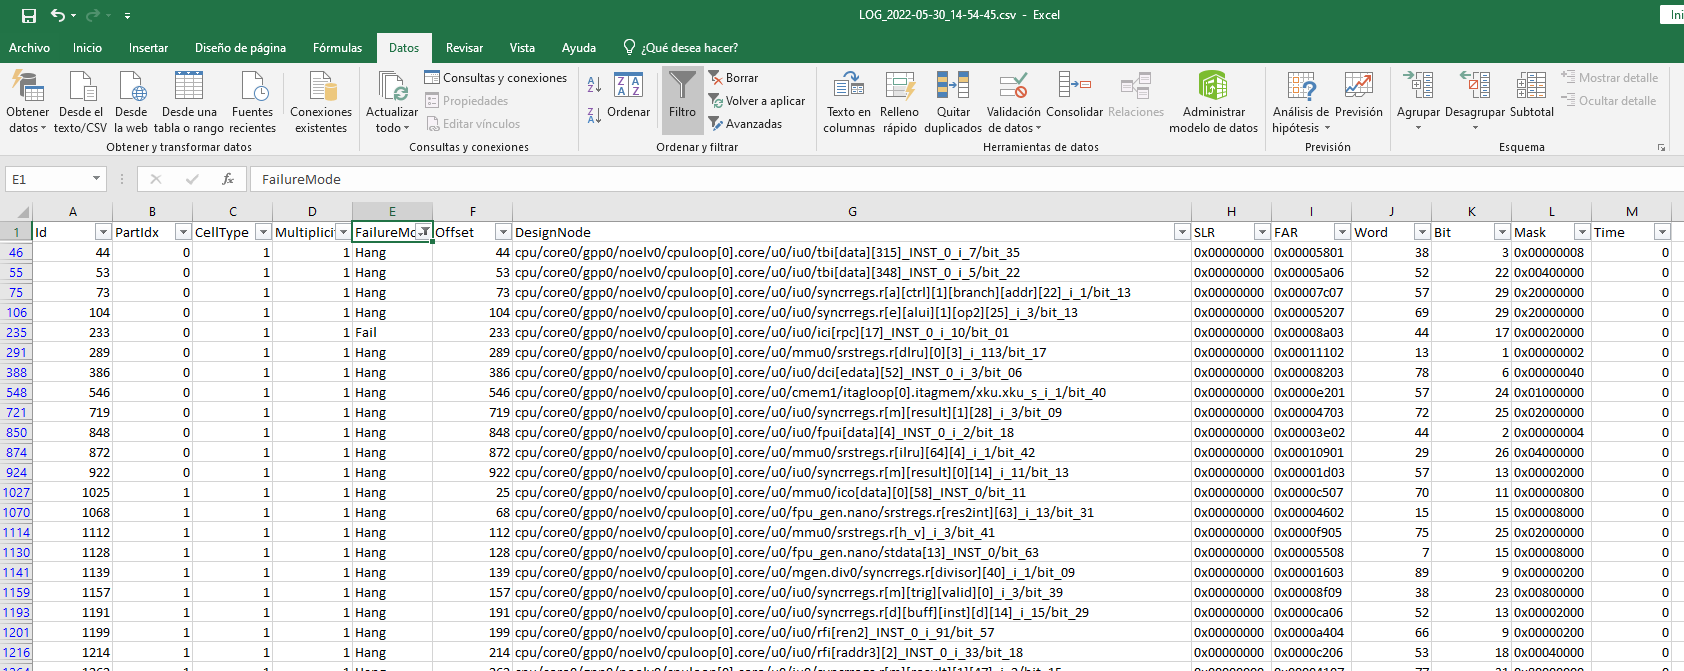 LOG_2022-05-30_14-54-45.csv - Excel
Ini
Archivo Inicio Insertar Diseño de página Fórmulas Datos Revisar Vista Ayuda ¿Qué desea hacer?
Obtener datos
Desde el texto/CSV
Desde la web
Desde una tabla o rango
Fuentes recientes
Conexiones existentes
Obtener y transformar datos
Actualizar todo
Consultas y conexiones
Propiedades
Editar vínculos
Consultas y conexiones
Ordenar
Filtro
Borrar
Volver a aplicar
Avanzadas
Ordenar y filtrar
Texto en columnas
Relleno rápido
Quitar duplicados
Validación de datos
Consolidar
Relaciones
Administrar modelo de datos
Herramientas de datos
Análisis de hipótesis
Previsión
Previsión
Agrupar
Desagrupar
Subtotal
Mostrar detalle
Ocultar detalle
Esquema
E1 fx FailureMode
A B C D E F G H I J K L M
1 Id PartIdx CellType Multiplicit FailureMo Offset DesignNode SLR FAR Word Bit Mask Time
46 44 0 1 1 Hang 44 cpu/core0/gpp0/noelv0/cpuloop[0].core/u0/iu0/tbi[data][315]_INST_0_i_7/bit_35 0x00000000 0x00005801 38 3 0x00000008 0
55 53 0 1 1 Hang 53 cpu/core0/gpp0/noelv0/cpuloop[0].core/u0/iu0/tbi[data][348]_INST_0_i_5/bit_22 0x00000000 0x00005a06 52 22 0x00400000 0
75 73 0 1 1 Hang 73 cpu/core0/gpp0/noelv0/cpuloop[0].core/u0/iu0/syncrregs.r[a][ctrl][1][branch][addr][22]_i_1/bit_13 0x00000000 0x00007c07 57 29 0x20000000 0
106 104 0 1 1 Hang 104 cpu/core0/gpp0/noelv0/cpuloop[0].core/u0/iu0/syncrregs.r[e][alui][1][op2][25]_i_3/bit_13 0x00000000 0x00005207 69 29 0x20000000 0
235 233 0 1 1 Fail 233 cpu/core0/gpp0/noelv0/cpuloop[0].core/u0/iu0/ici[rpc][17]_INST_0_i_10/bit_01 0x00000000 0x00008a03 44 17 0x00020000 0
291 289 0 1 1 Hang 289 cpu/core0/gpp0/noelv0/cpuloop[0].core/u0/mmu0/srstregs.r[dlru][0][3]_i_113/bit_17 0x00000000 0x00011102 13 1 0x00000002 0
388 386 0 1 1 Hang 386 cpu/core0/gpp0/noelv0/cpuloop[0].core/u0/iu0/dci[edata][52]_INST_0_i_3/bit_06 0x00000000 0x00008203 78 6 0x00000040 0
548 546 0 1 1 Hang 546 cpu/core0/gpp0/noelv0/cpuloop[0].core/u0/cmem1/itagloop[0].itagmem/xku.xku_s_i_1/bit_40 0x00000000 0x0000e201 57 24 0x01000000 0
721 719 0 1 1 Hang 719 cpu/core0/gpp0/noelv0/cpuloop[0].core/u0/iu0/syncrregs.r[m][result][1][28]_i_3/bit_09 0x00000000 0x00004703 72 25 0x02000000 0
850 848 0 1 1 Hang 848 cpu/core0/gpp0/noelv0/cpuloop[0].core/u0/iu0/fpui[data][4]_INST_0_i_2/bit_18 0x00000000 0x00003e02 44 2 0x00000004 0
874 872 0 1 1 Hang 872 cpu/core0/gpp0/noelv0/cpuloop[0].core/u0/mmu0/srstregs.r[ilru][64][4]_i_1/bit_42 0x00000000 0x00010901 29 26 0x04000000 0
924 922 0 1 1 Hang 922 cpu/core0/gpp0/noelv0/cpuloop[0].core/u0/iu0/syncrregs.r[m][result][0][14]_i_11/bit_13 0x00000000 0x00001d03 57 13 0x00002000 0
1027 1025 1 1 1 Hang 25 cpu/core0/gpp0/noelv0/cpuloop[0].core/u0/mmu0/ico[data][0][58]_INST_0/bit_11 0x00000000 0x0000c507 70 11 0x00000800 0
1070 1068 1 1 1 Hang 68 cpu/core0/gpp0/noelv0/cpuloop[0].core/u0/fpu_gen.nano/srstregs.r[res2int][63]_i_13/bit_31 0x00000000 0x00004602 15 15 0x00008000 0
1114 1112 1 1 1 Hang 112 cpu/core0/gpp0/noelv0/cpuloop[0].core/u0/mmu0/srstregs.r[h_v]_i_3/bit_41 0x00000000 0x0000f905 75 25 0x02000000 0
1130 1128 1 1 1 Hang 128 cpu/core0/gpp0/noelv0/cpuloop[0].core/u0/fpu_gen.nano/stdata[13]_INST_0/bit_63 0x00000000 0x00005508 7 15 0x00008000 0
1141 1139 1 1 1 Hang 139 cpu/core0/gpp0/noelv0/cpuloop[0].core/u0/mgen.div0/syncrregs.r[divisor][40]_i_1/bit_09 0x00000000 0x00001603 89 9 0x00000200 0
1159 1157 1 1 1 Hang 157 cpu/core0/gpp0/noelv0/cpuloop[0].core/u0/iu0/syncrregs.r[m][trig][valid][0]_i_3/bit_39 0x00000000 0x00008f09 38 23 0x00800000 0
1193 1191 1 1 1 Hang 191 cpu/core0/gpp0/noelv0/cpuloop[0].core/u0/iu0/syncrregs.r[d][buff][inst][d][14]_i_15/bit_29 0x00000000 0x0000ca06 52 13 0x00002000 0
1201 1199 1 1 1 Hang 199 cpu/core0/gpp0/noelv0/cpuloop[0].core/u0/iu0/rfi[ren2]_INST_0_i_91/bit_57 0x00000000 0x0000a404 66 9 0x00000200 0
1216 1214 1 1 1 Hang 214 cpu/core0/gpp0/noelv0/cpuloop[0].core/u0/iu0/rfi[raddr3][2]_INST_0_i_33/bit_18 0x00000000 0x0000c206 53 18 0x00040000 0